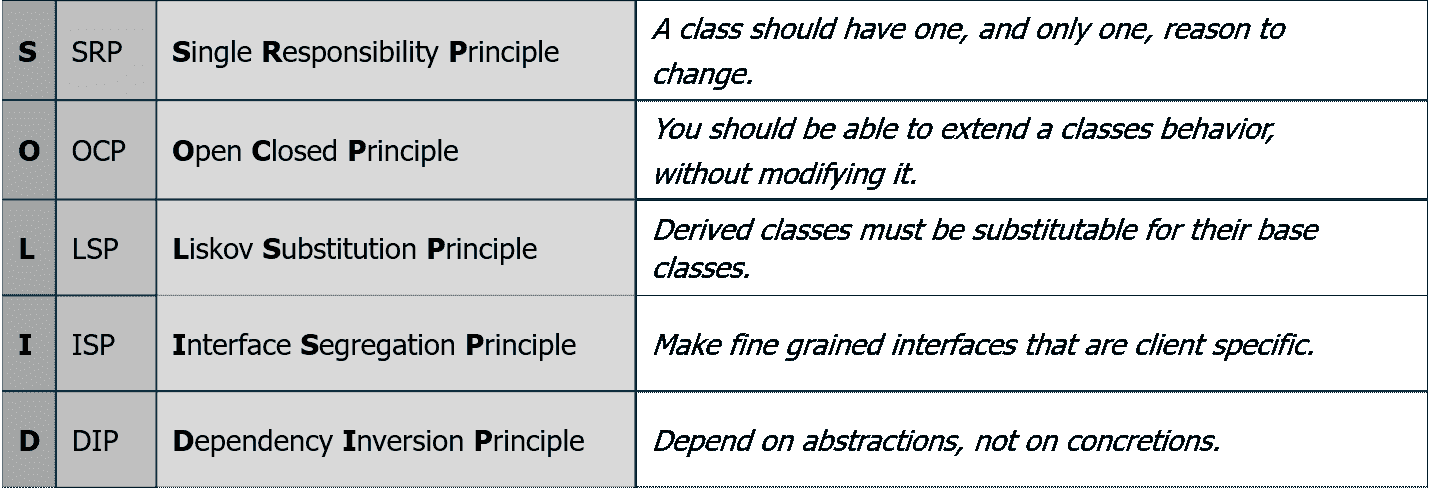 S SRP Single Responsibility Principle A class should have one, and only one, reason to
change.
O OCP Open Closed Principle You should be able to extend a classes behavior,
without modifying it.
L LSP Liskov Substitution Principle Derived classes must be substitutable for their base
classes.
I ISP Interface Segregation Principle Make fine grained interfaces that are client specific.
D DIP Dependency Inversion Principle Depend on abstractions, not on concretions.